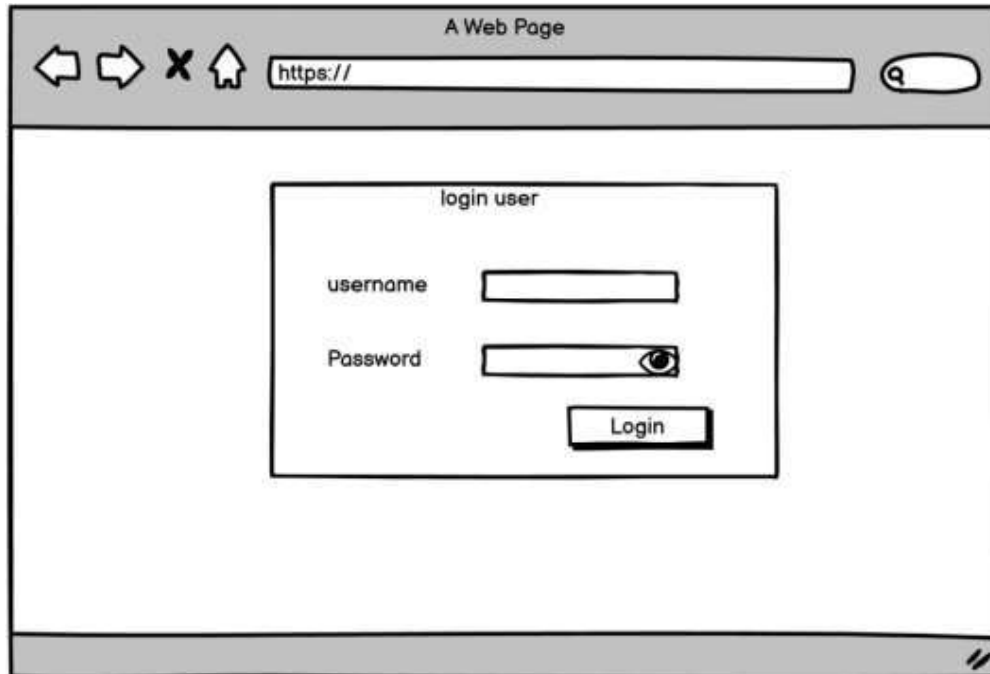 A Web Page
https://
login user
username
Password
Login